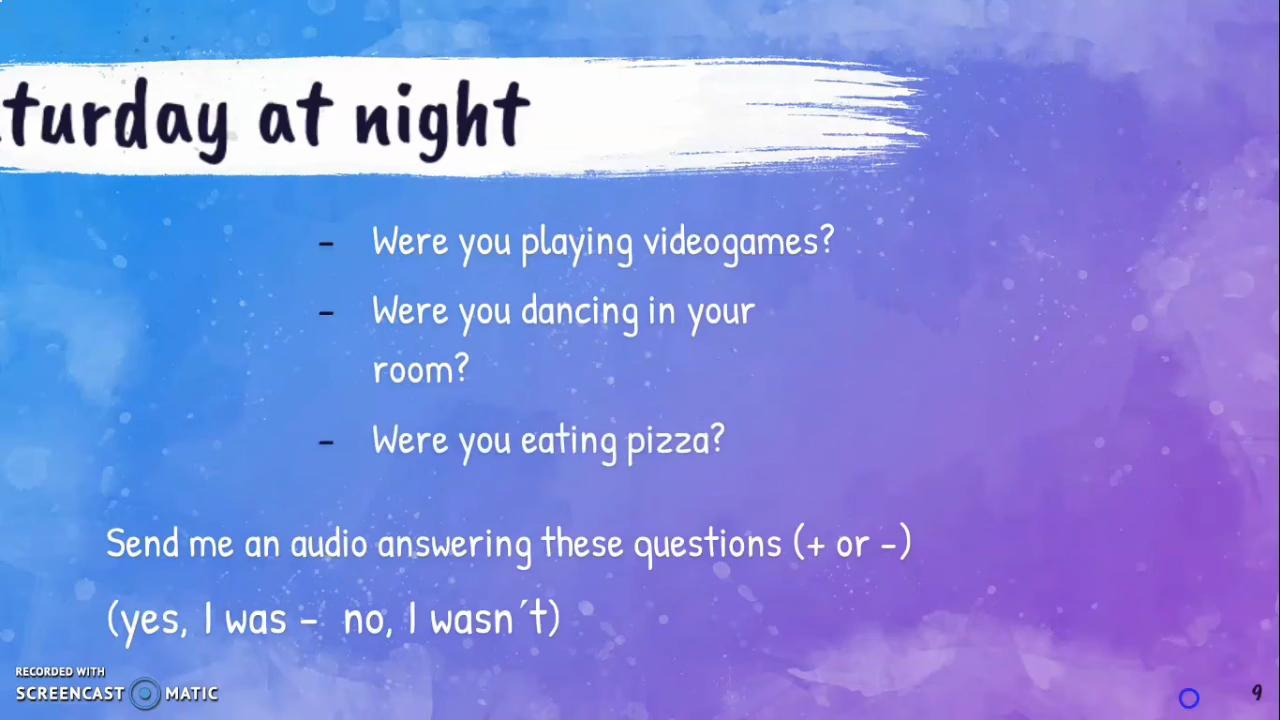 turday at night
- Were you playing videogames?
- Were you dancing in your
room?
- Were you eating pizza?
Send me an audio answering these questions (+ or -)
(yes, I was - no, I wasn´t)
RECORDED WITH
SCREENCAST MATIC
9